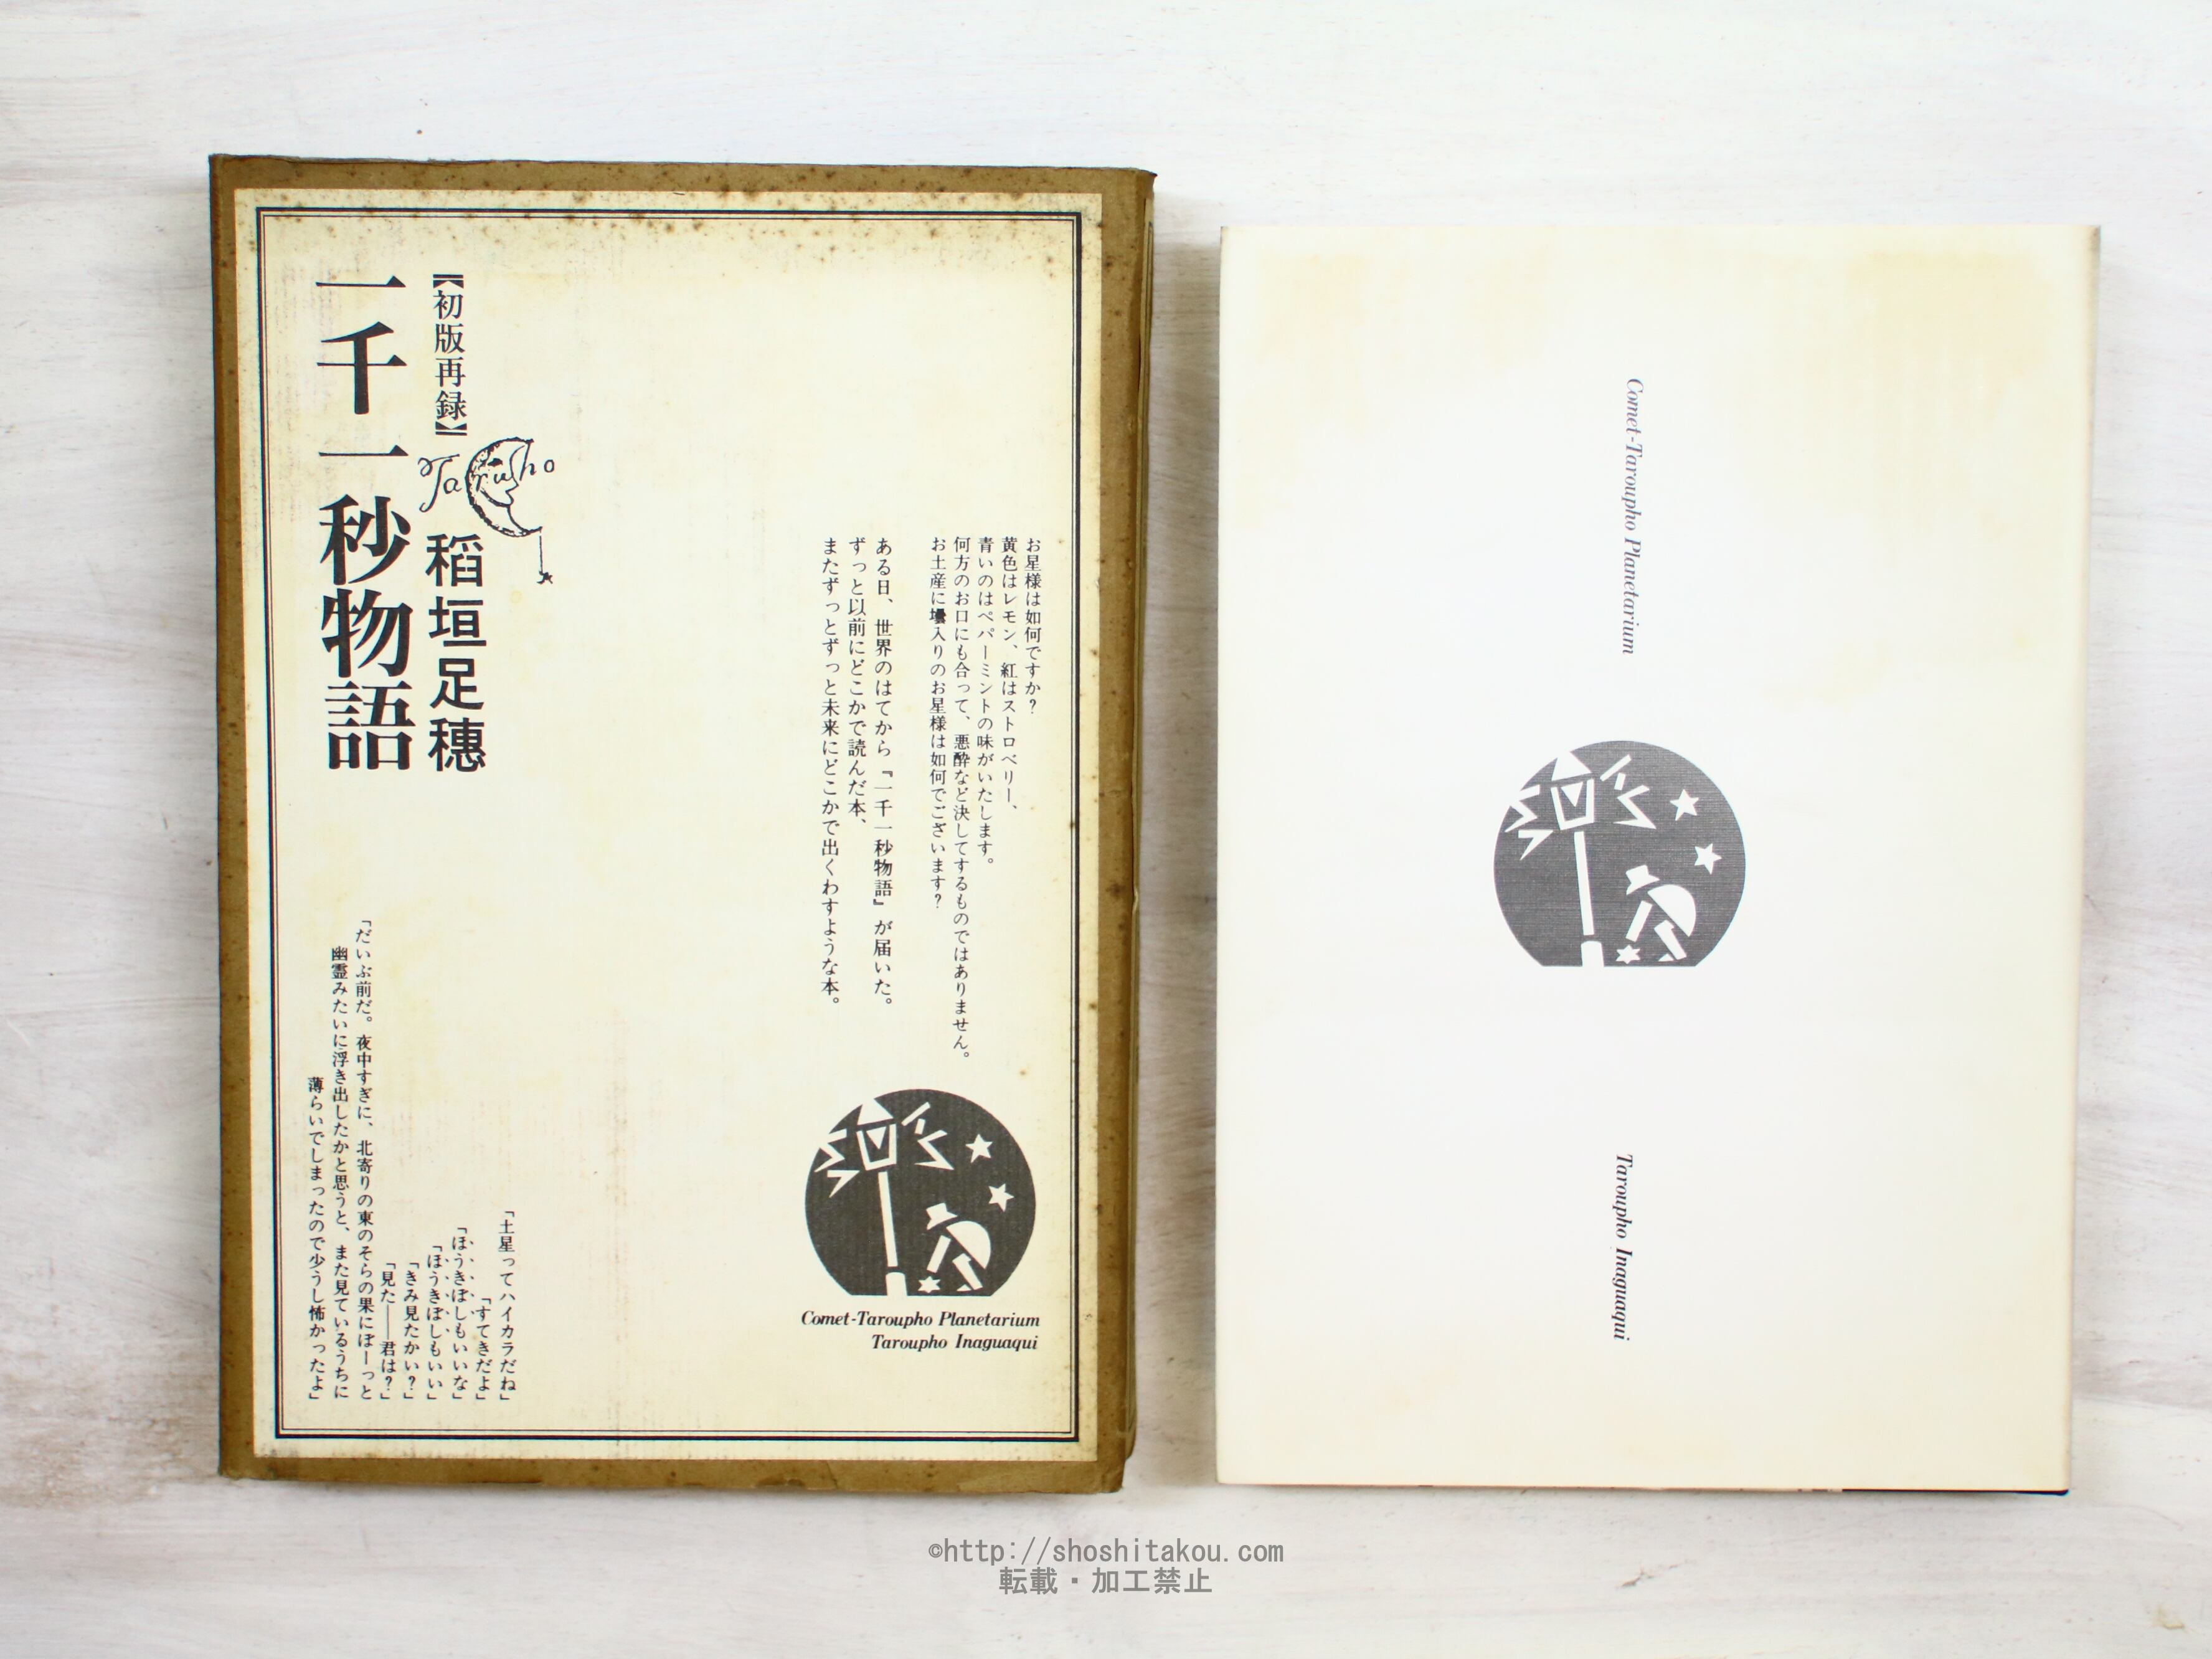 【初版再録】
一千一秒物語
Tarupho
稲垣足穂
お星様は如何ですか?
黄色はレモン、紅はストロベリー、
青いのはペパーミントの味がいたします。
何方のお口にも合って、悪酔など決してするものではありません。
お土産に壜入りのお星様は如何でございます?
ある日、世界のはてから『一千一秒物語』が届いた。
ずっと以前にどこかで読んだ本、
またずっとずっと未来にどこかで出くわすような本。
「土星ってハイカラだね」
「すてきだよ」
「ほうきぼしもいいな」
「ほうきぼしもいい」
「きみ見たかい?」
「見た――君は?」
「だいぶ前だ。夜中すぎに、北寄りの東のそらの果にぼーっと
幽霊みたいに浮き出したかと思うと、また見ているうちに
薄らいでしまったので少うし怖かったよ」
Comet-Taroupho Planetarium
Taroupho Inaguaqui
Comet-Taroupho Planetarium
Taroupho Inaguaqui
©http://shoshitakou.com
転載・加工禁止